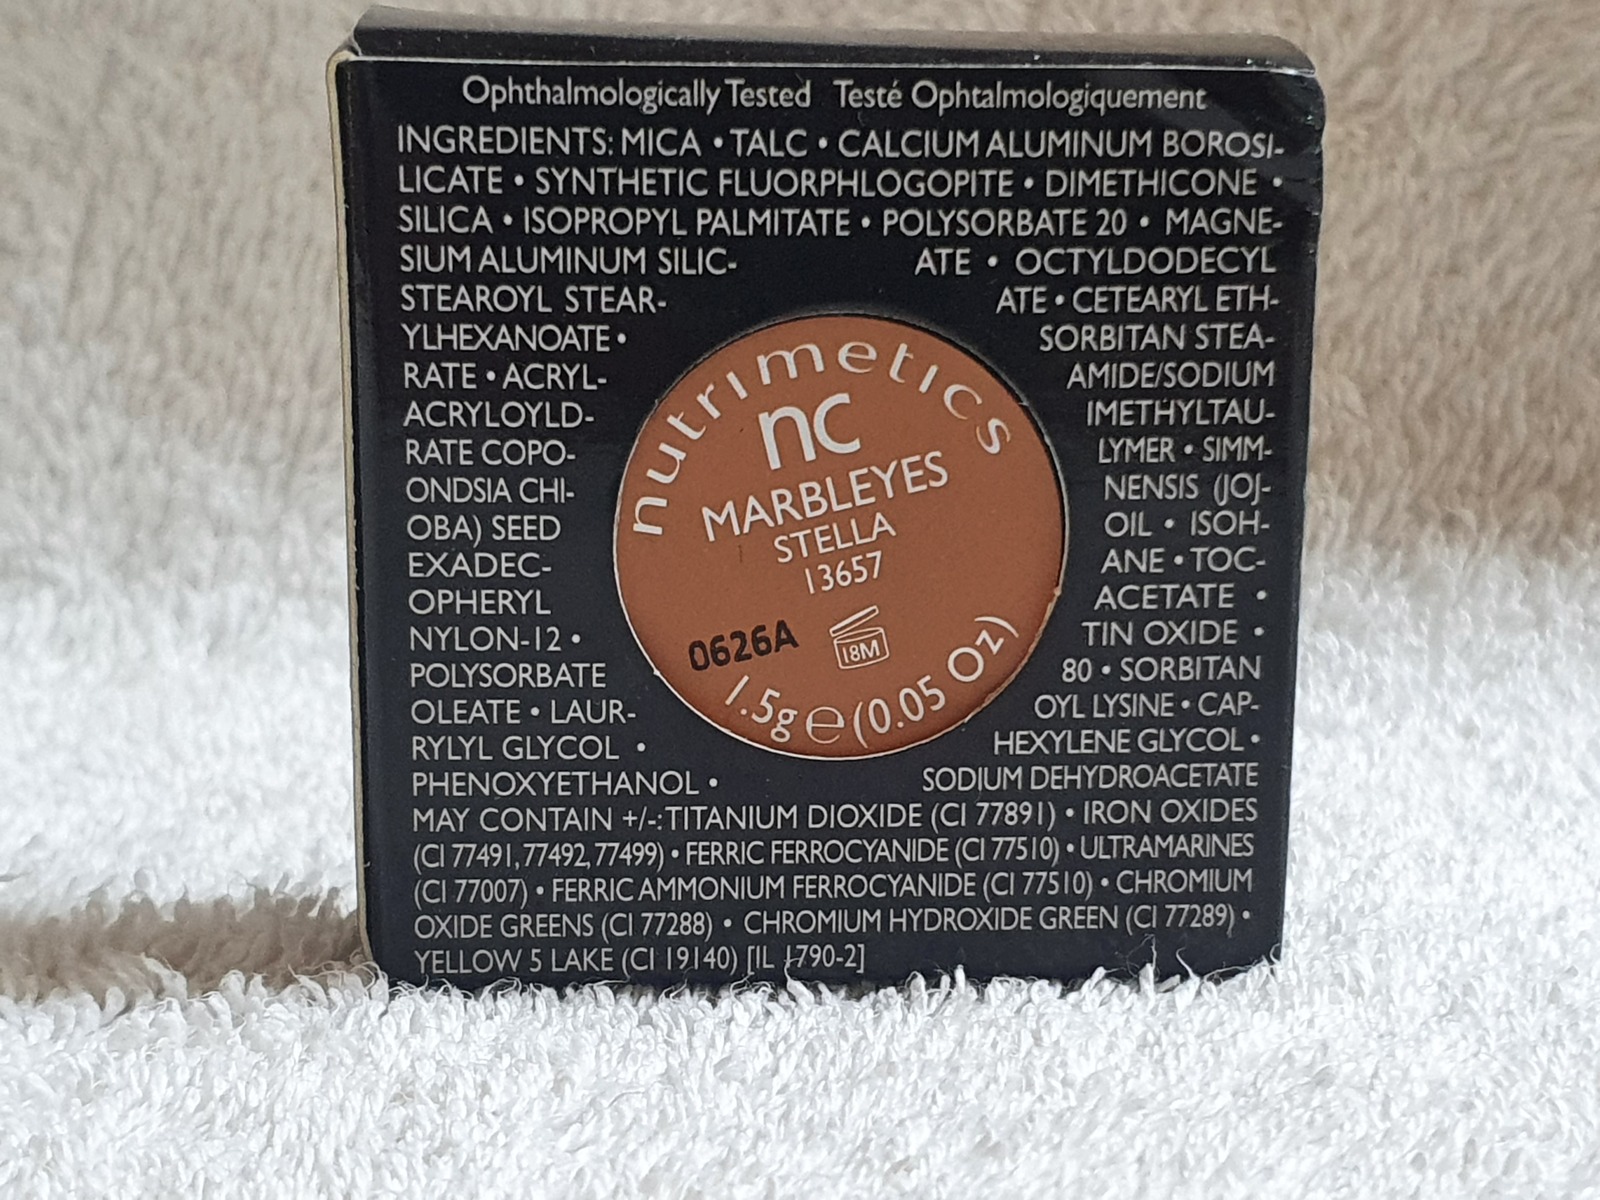 Ophthalmologically Tested Testé Ophtalmologiquement
INGREDIENTS: MICA • TALC • CALCIUM ALUMINUM BOROSI-
LICATE • SYNTHETIC FLUORPHLOGOPITE • DIMETHICONE •
SILICA • ISOPROPYL PALMITATE • POLYSORBATE 20 • MAGNE-
SIUM ALUMINUM SILIC- ATE • OCTYLDODECYL
STEAROYL STEAR- ATE • CETEARYL ETH-
YLHEXANOATE • SORBITAN STEA-
RATE • ACRYL- AMIDE/SODIUM
ACRYLOYLD- IMETHYLTAU-
RATE COPO- LYMER • SIMM-
ONDSIA CHI- NENSIS (JOJ-
OBA) SEED OIL • ISOH-
EXADEC- ANE • TOC-
OPHERYL ACETATE •
NYLON-12 • TIN OXIDE •
POLYSORBATE 80 • SORBITAN
OLEATE • LAUR- OYL LYSINE • CAP-
RYLYL GLYCOL • HEXYLENE GLYCOL •
PHENOXYETHANOL • SODIUM DEHYDROACETATE
MAY CONTAIN +/-: TITANIUM DIOXIDE (CI 77891) • IRON OXIDES
(CI 77491, 77492, 77499) • FERRIC FERROCYANIDE (CI 77510) • ULTRAMARINES
(CI 77007) • FERRIC AMMONIUM FERROCYANIDE (CI 77510) • CHROMIUM
OXIDE GREENS (CI 77288) • CHROMIUM HYDROXIDE GREEN (CI 77289) •
YELLOW 5 LAKE (CI 19140) [IL 1790-2]
nutrimetics
nc
MARBLEYES
STELLA
13657
0626A
18M
1.5g ℮ (0.05 Oz)